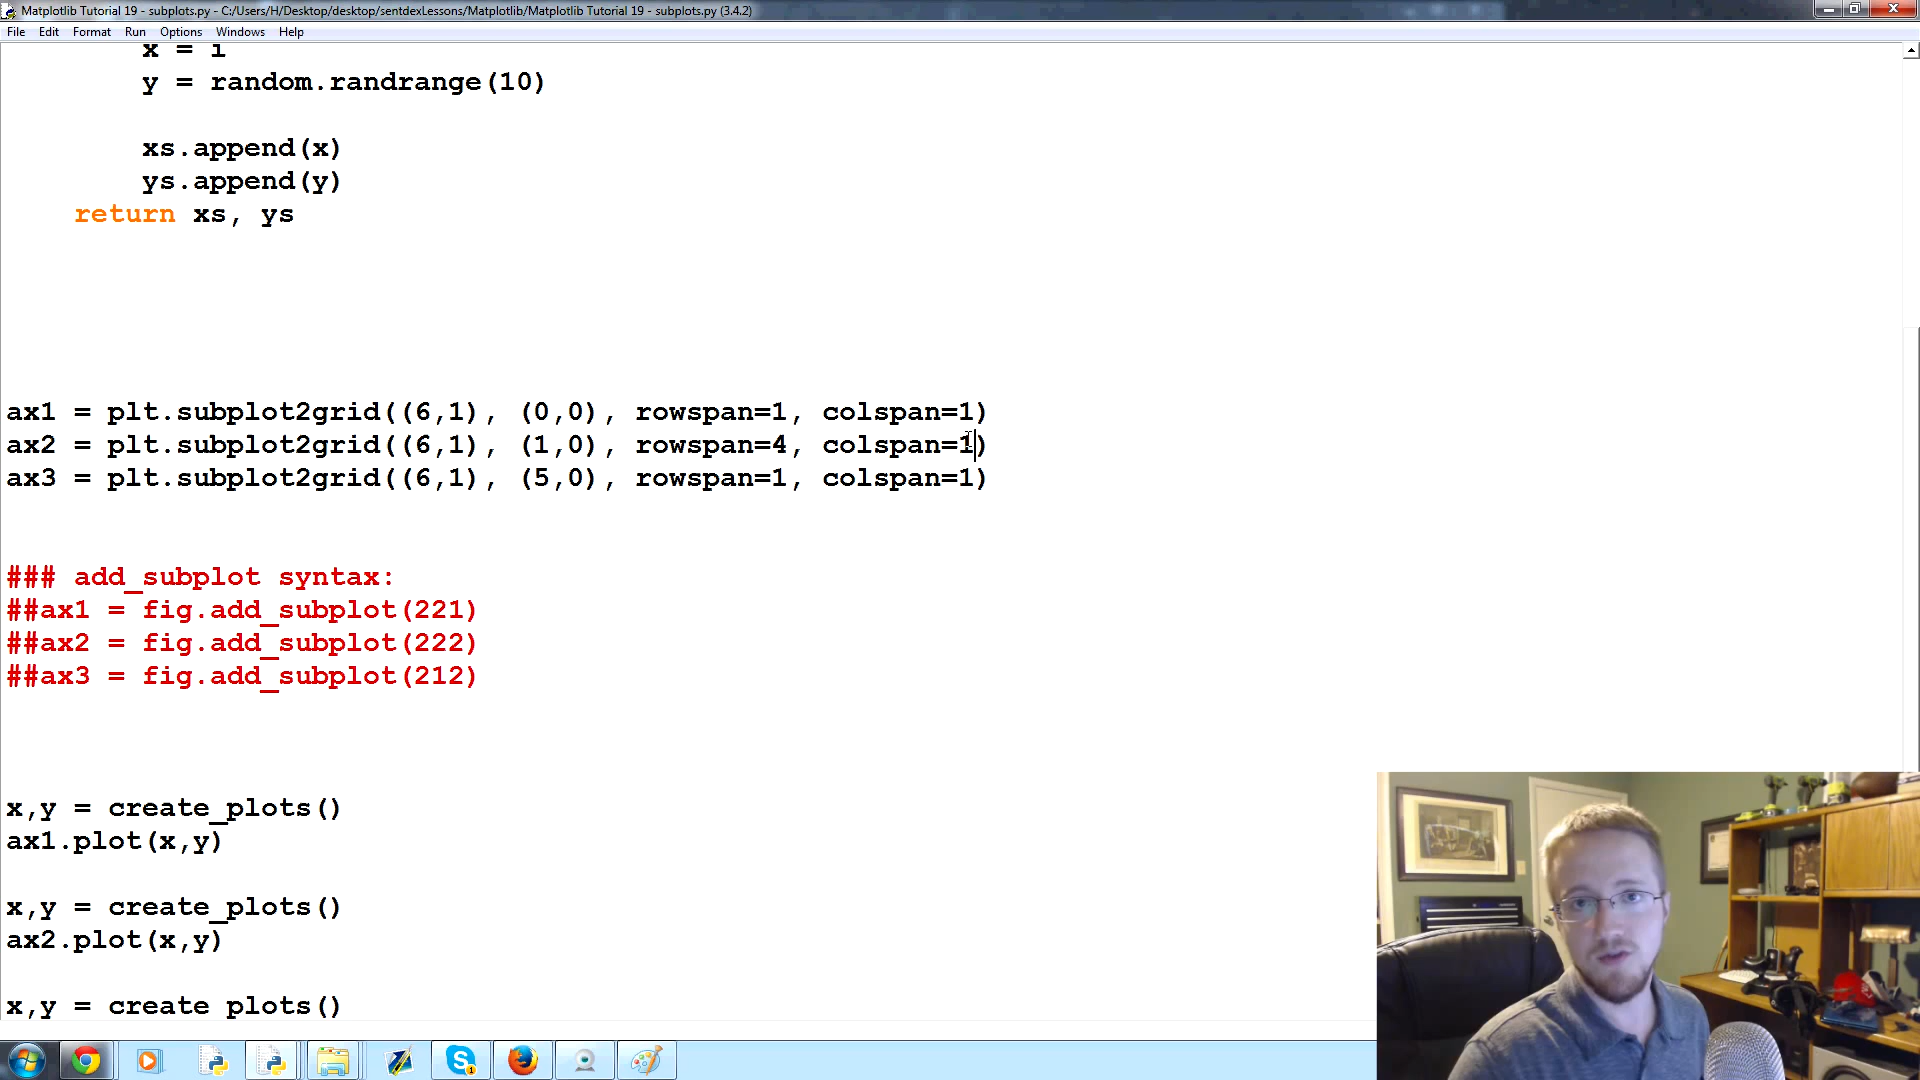 Matplotlib Tutorial 19 - subplots.py - C:/Users/H/Desktop/desktop/sentdexLessons/Matplotlib/Matplotlib Tutorial 19 - subplots.py (3.4.2)
File Edit Format Run Options Windows Help
x = i
y = random.randrange(10)
xs.append(x)
ys.append(y)
return xs, ys
ax1 = plt.subplot2grid((6,1), (0,0), rowspan=1, colspan=1)
ax2 = plt.subplot2grid((6,1), (1,0), rowspan=4, colspan=1)
ax3 = plt.subplot2grid((6,1), (5,0), rowspan=1, colspan=1)
### add_subplot syntax:
##ax1 = fig.add_subplot(221)
##ax2 = fig.add_subplot(222)
##ax3 = fig.add_subplot(212)
x,y = create_plots()
ax1.plot(x,y)
x,y = create_plots()
ax2.plot(x,y)
x,y = create_plots()